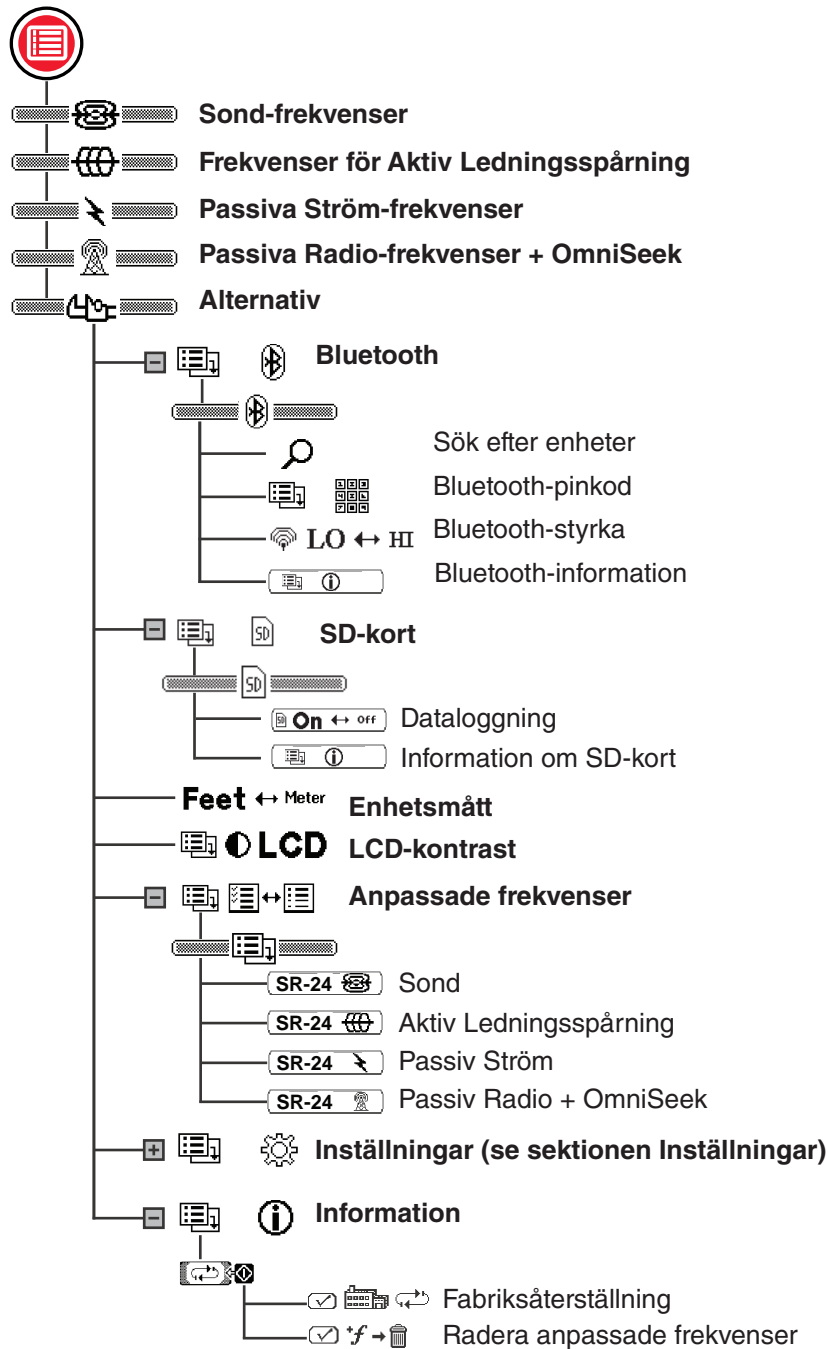 Sond-frekvenser
Frekvenser för Aktiv Ledningsspårning
Passiva Ström-frekvenser
Passiva Radio-frekvenser + OmniSeek
Alternativ
Bluetooth
Sök efter enheter
Bluetooth-pinkod
LO ↔ HI Bluetooth-styrka
Bluetooth-information
SD SD-kort
SD
SD On ↔ Off Dataloggning
Information om SD-kort
Feet ↔ Meter Enhetsmått
LCD LCD-kontrast
Anpassade frekvenser
SR-24 Sond
SR-24 Aktiv Ledningsspårning
SR-24 Passiv Ström
SR-24 Passiv Radio + OmniSeek
Inställningar (se sektionen Inställningar)
Information
Fabriksåterställning
+f → Radera anpassade frekvenser